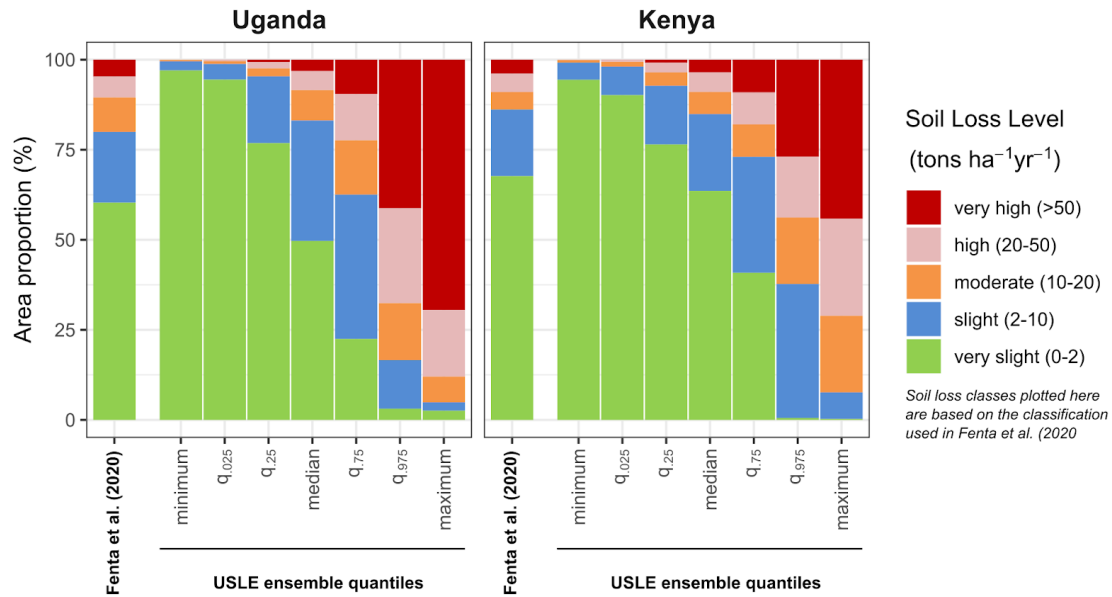 Uganda
Kenya
Area proportion (%)
100
75
50
25
0
Fenta et al. (2020)
minimum
q.025
q.25
median
q.75
q.975
maximum
USLE ensemble quantiles
Fenta et al. (2020)
minimum
q.025
q.25
median
q.75
q.975
maximum
USLE ensemble quantiles
Soil Loss Level
(tons ha⁻¹yr⁻¹)
very high (>50)
high (20-50)
moderate (10-20)
slight (2-10)
very slight (0-2)
Soil loss classes plotted here
are based on the classification
used in Fenta et al. (2020